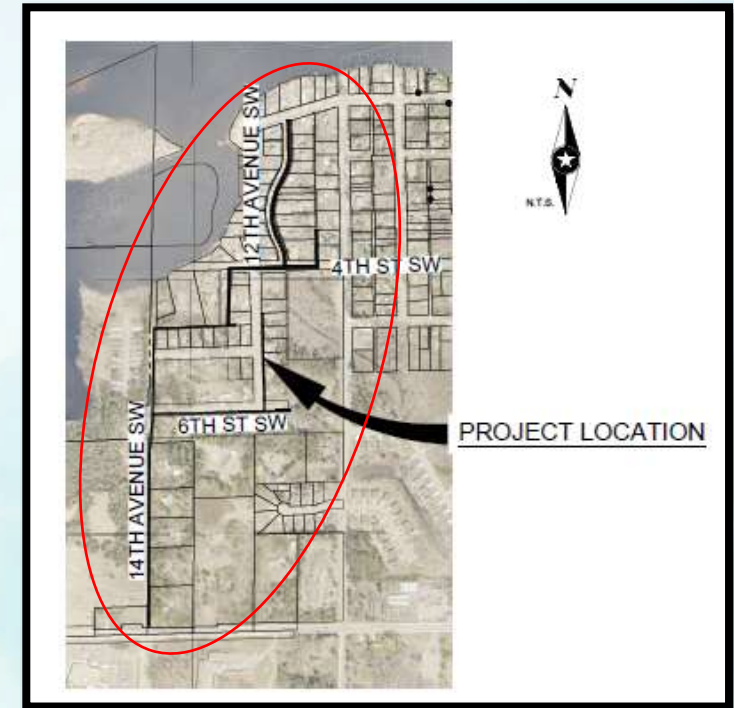 N
N.T.S.
12TH AVENUE SW
4TH ST SW
6TH ST SW
14TH AVENUE SW
PROJECT LOCATION